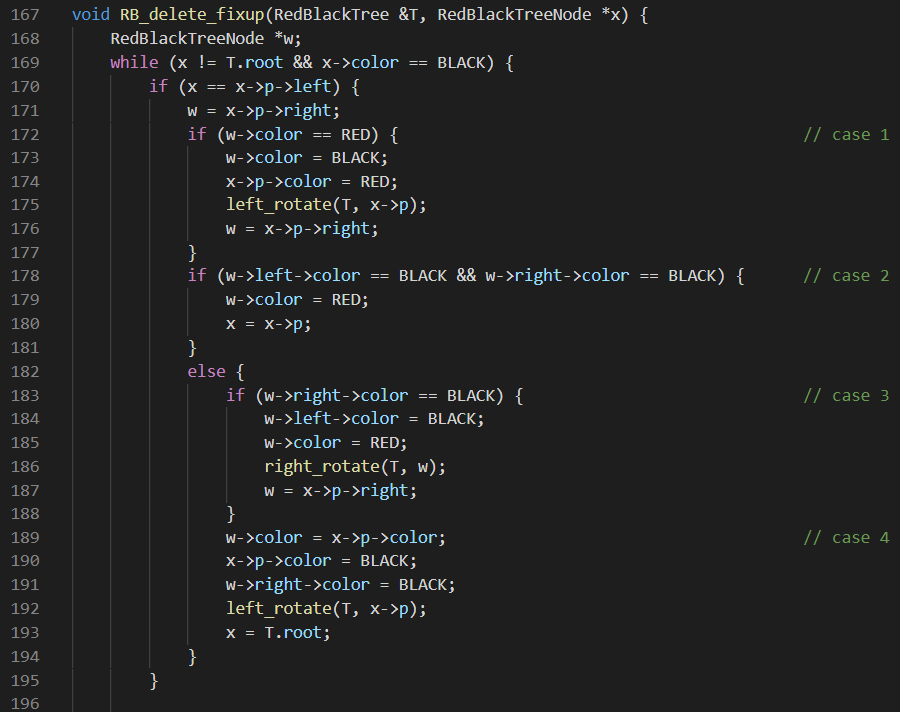 167 void RB_delete_fixup(RedBlackTree &T, RedBlackTreeNode *x) {
168     RedBlackTreeNode *w;
169     while (x != T.root && x->color == BLACK) {
170         if (x == x->p->left) {
171             w = x->p->right;
172             if (w->color == RED) { // case 1
173                 w->color = BLACK;
174                 x->p->color = RED;
175                 left_rotate(T, x->p);
176                 w = x->p->right;
177             }
178             if (w->left->color == BLACK && w->right->color == BLACK) { // case 2
179                 w->color = RED;
180                 x = x->p;
181             }
182             else {
183                 if (w->right->color == BLACK) { // case 3
184                     w->left->color = BLACK;
185                     w->color = RED;
186                     right_rotate(T, w);
187                     w = x->p->right;
188                 }
189                 w->color = x->p->color; // case 4
190                 x->p->color = BLACK;
191                 w->right->color = BLACK;
192                 left_rotate(T, x->p);
193                 x = T.root;
194             }
195         }
196